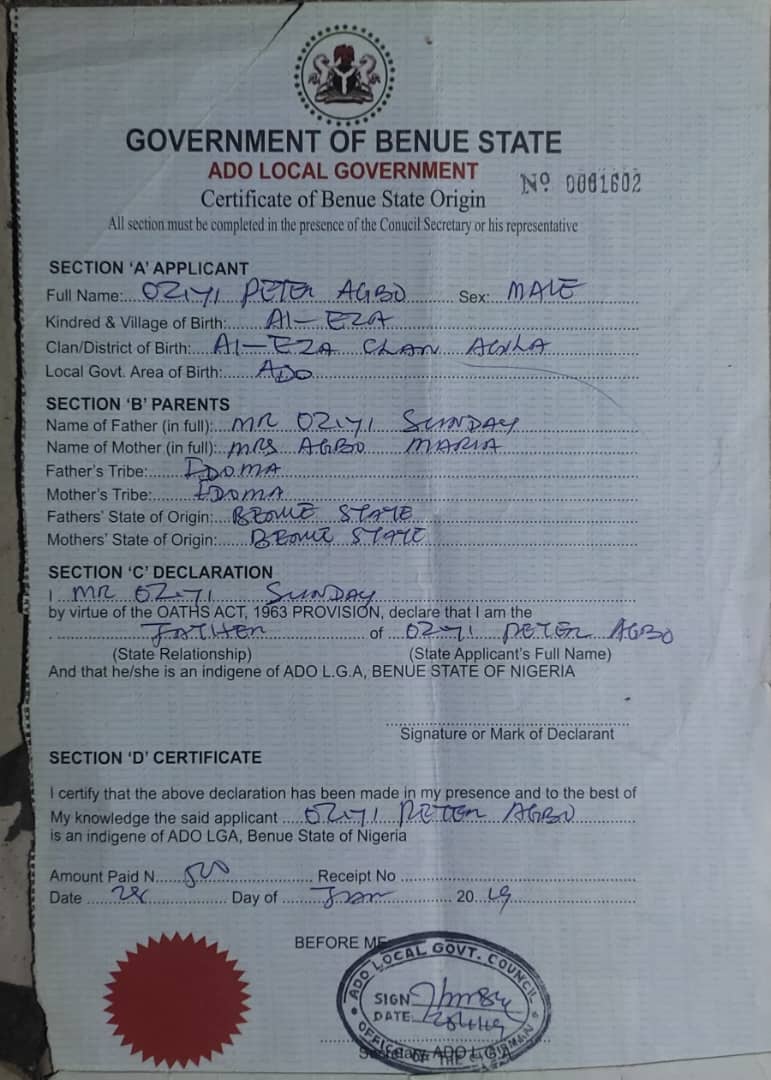 GOVERNMENT OF BENUE STATE
ADO LOCAL GOVERNMENT
Nº 0061602
Certificate of Benue State Origin
All section must be completed in the presence of the Conucil Secretary or his representative
SECTION ‘A’ APPLICANT
Full Name: OZIYI PETER AGBO Sex: MALE
Kindred & Village of Birth: AI-EZA
Clan/District of Birth: AI-EZA CLAN AGILA
Local Govt. Area of Birth: ADO
SECTION ‘B’ PARENTS
Name of Father (in full): MR OZIYI SUNDAY
Name of Mother (in full): MRS AGBO MARIA
Father's Tribe: IDOMA
Mother's Tribe: IDOMA
Fathers' State of Origin: BENUE STATE
Mothers' State of Origin: BENUE STATE
SECTION ‘C’ DECLARATION
I MR OZIYI SUNDAY
by virtue of the OATHS ACT, 1963 PROVISION, declare that I am the
FATHER of OZIYI PETER AGBO
(State Relationship) (State Applicant's Full Name)
And that he/she is an indigene of ADO L.G.A, BENUE STATE OF NIGERIA
Signature or Mark of Declarant
SECTION ‘D’ CERTIFICATE
I certify that the above declaration has been made in my presence and to the best of
My knowledge the said applicant OZIYI PETER AGBO
is an indigene of ADO LGA, Benue State of Nigeria
Amount Paid N 500 Receipt No
Date 28 Day of Jan 2019
BEFORE ME
ADO LOCAL GOVT. COUNCIL
SIGN
DATE
OFFICE OF THE CHAIRMAN
Secretary ADO L.G.A